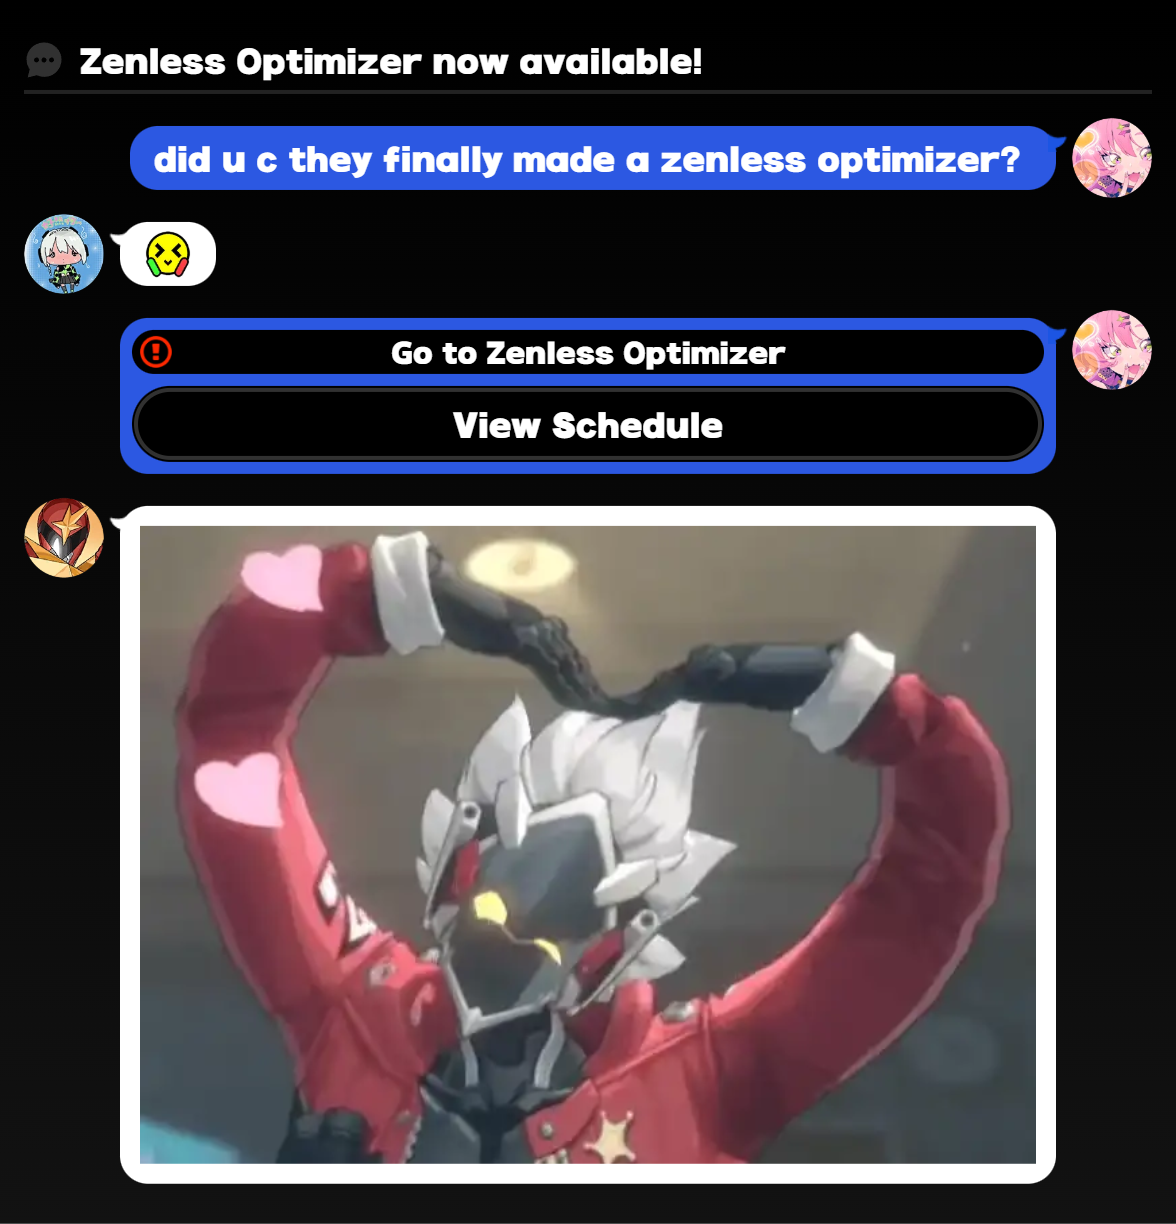 Zenless Optimizer now available!
did u c they finally made a zenless optimizer?
Go to Zenless Optimizer
View Schedule